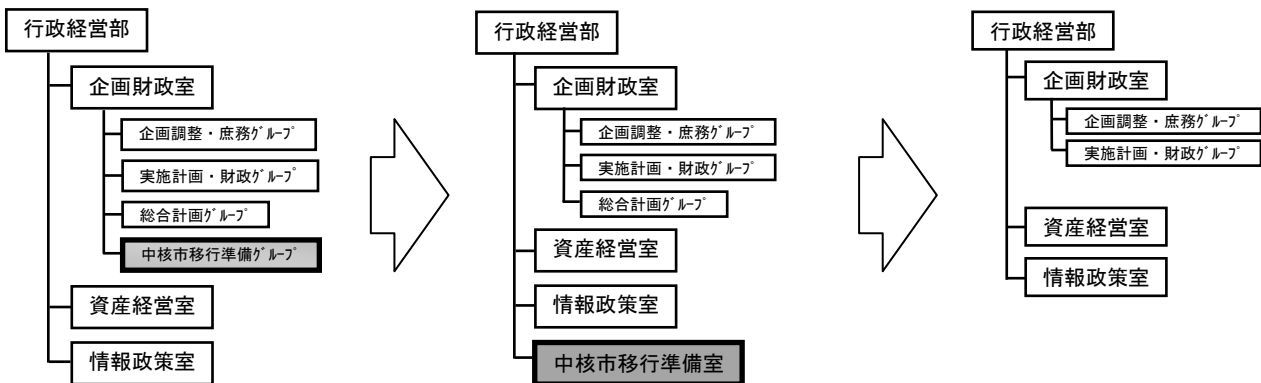 行政経営部
企画財政室
企画調整・庶務ｸﾞﾙｰﾌﾟ
実施計画・財政グループ
総合計画ｸﾞﾙｰﾌﾟ
中核市移行準備ｸﾞﾙｰﾌﾟ
資産経営室
情報政策室
行政経営部
企画財政室
企画調整・庶務ｸﾞﾙｰﾌﾟ
実施計画・財政ｸﾞﾙｰﾌﾟ
総合計画ｸﾞﾙｰﾌﾟ
資産経営室
情報政策室
中核市移行準備室
行政経営部
企画財政室
企画調整・庶務ｸﾞﾙｰﾌﾟ
実施計画・財政ｸﾞﾙｰﾌﾟ
資産経営室
情報政策室